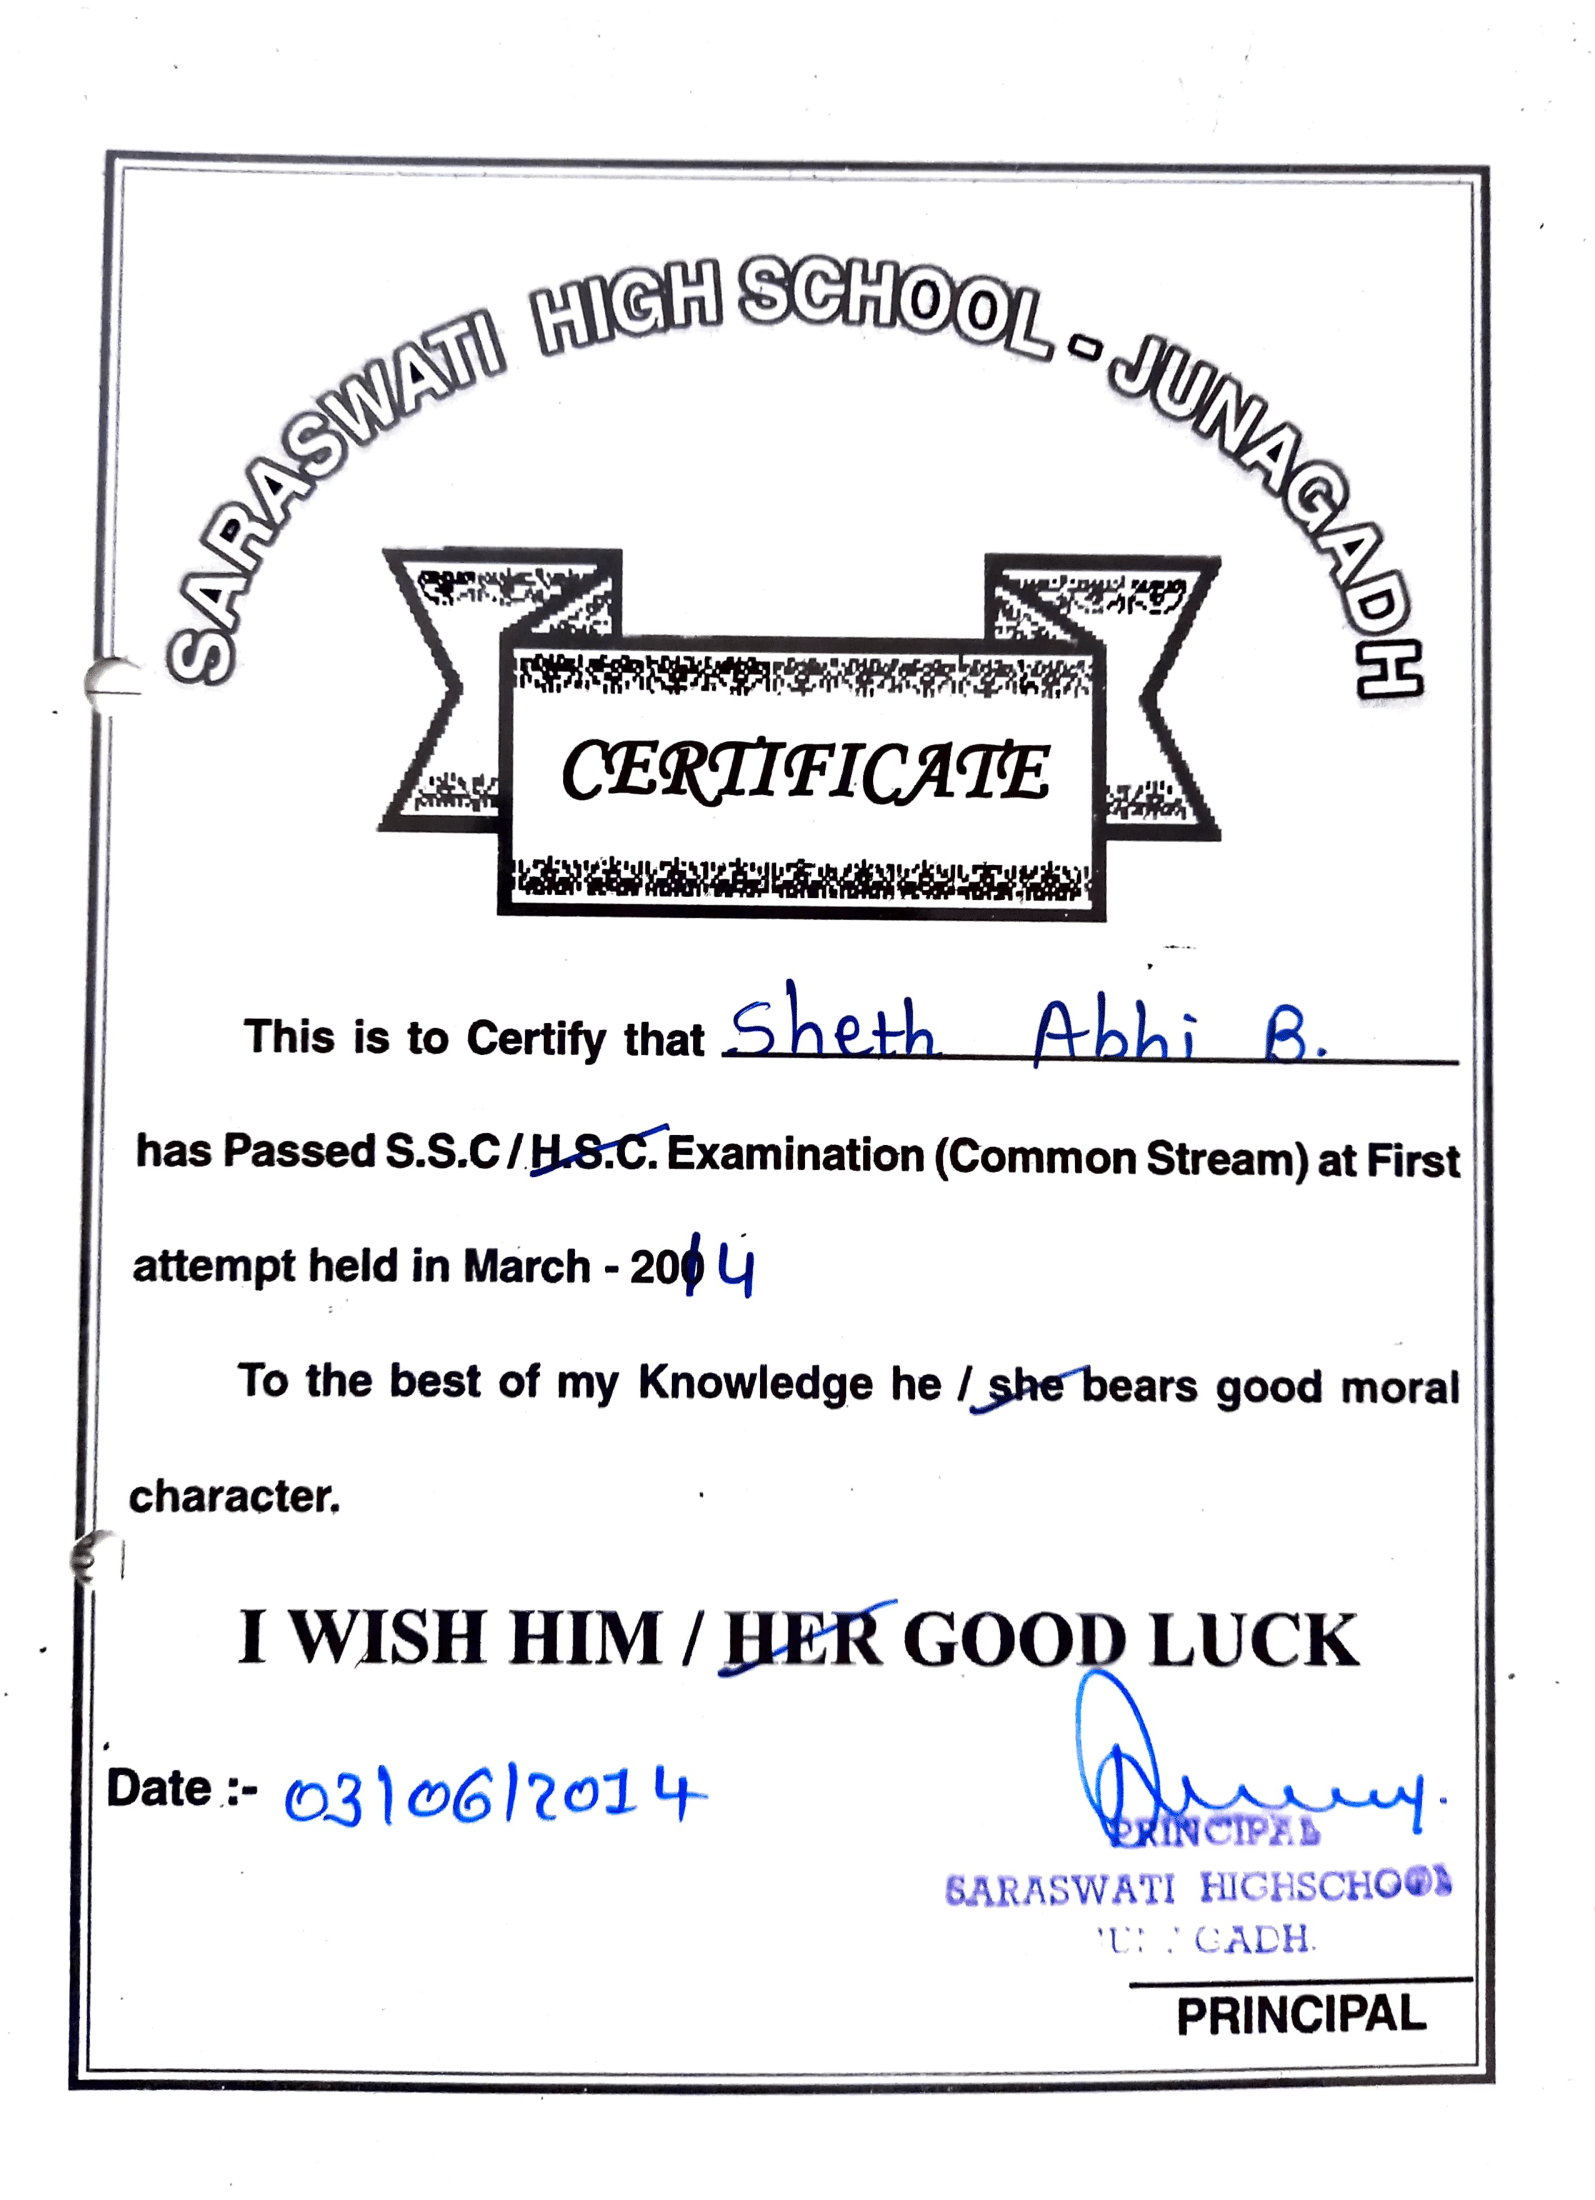 SARASWATI HIGH SCHOOL - JUNAGADH
CERTIFICATE
This is to Certify that Sheth Abhi B.
has Passed S.S.C / H.S.C. Examination (Common Stream) at First
attempt held in March - 2014
To the best of my Knowledge he / she bears good moral
character.
I WISH HIM / HER GOOD LUCK
Date :- 03/06/2014
PRINCIPAL
SARASWATI HIGHSCHOOL
PRINCIPAL